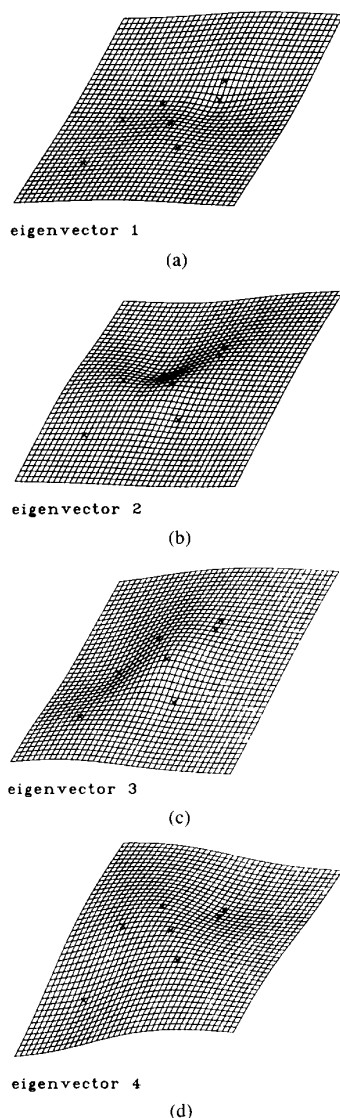 eigenvector 1
(a)
eigenvector 2
(b)
eigenvector 3
(c)
eigenvector 4
(d)